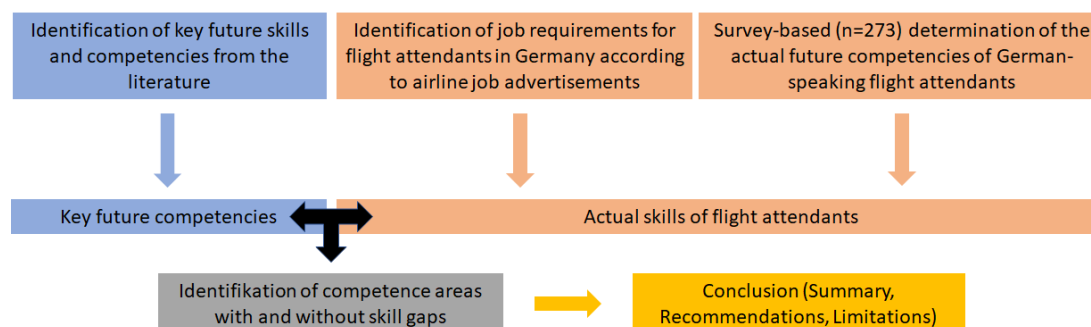 Identification of key future skills
and competencies from the
literature
Identification of job requirements for
flight attendants in Germany according
to airline job advertisements
Survey-based (n=273) determination of the
actual future competencies of German-
speaking flight attendants
Key future competencies
Actual skills of flight attendants
Identifikation of competence areas
with and without skill gaps
Conclusion (Summary,
Recommendations, Limitations)